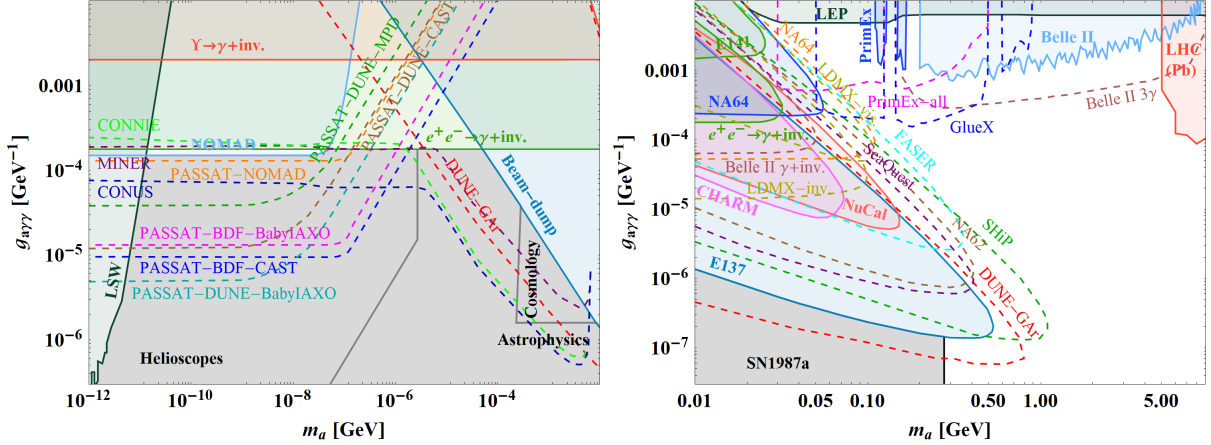 Υ→γ+inv.
0.001
CONNIE
NOMAD
PASSAT−DUNE−MPD
PASSAT−DUNE−CAST
e⁺e⁻→γ+inv.
10⁻⁴
MINER
PASSAT−NOMAD
CONUS
DUNE−GAr
Beam−dump
g_aγγ [GeV⁻¹]
PASSAT−BDF−BabyIAXO
10⁻⁵
PASSAT−BDF−CAST
LSW
PASSAT−DUNE−BabyIAXO
Cosmology
10⁻⁶
Helioscopes
Astrophysics
10⁻¹² 10⁻¹⁰ 10⁻⁸ 10⁻⁶ 10⁻⁴
m_a [GeV]
LEP
E141
NA64
PrimEx
Belle II
LHC
(Pb)
0.001
LDMX−vis.
NA64
PrimEx−all
Belle II 3γ
GlueX
e⁺e⁻→γ+inv.
FASER
10⁻⁴
Belle II γ+inv.
SeaQuest
LDMX−inv.
CHARM
NuCal
10⁻⁵
g_aγγ [GeV⁻¹]
NA62
SHiP
E137
DUNE−GAr
10⁻⁶
10⁻⁷
SN1987a
0.01 0.05 0.10 0.50 1.00 5.00
m_a [GeV]